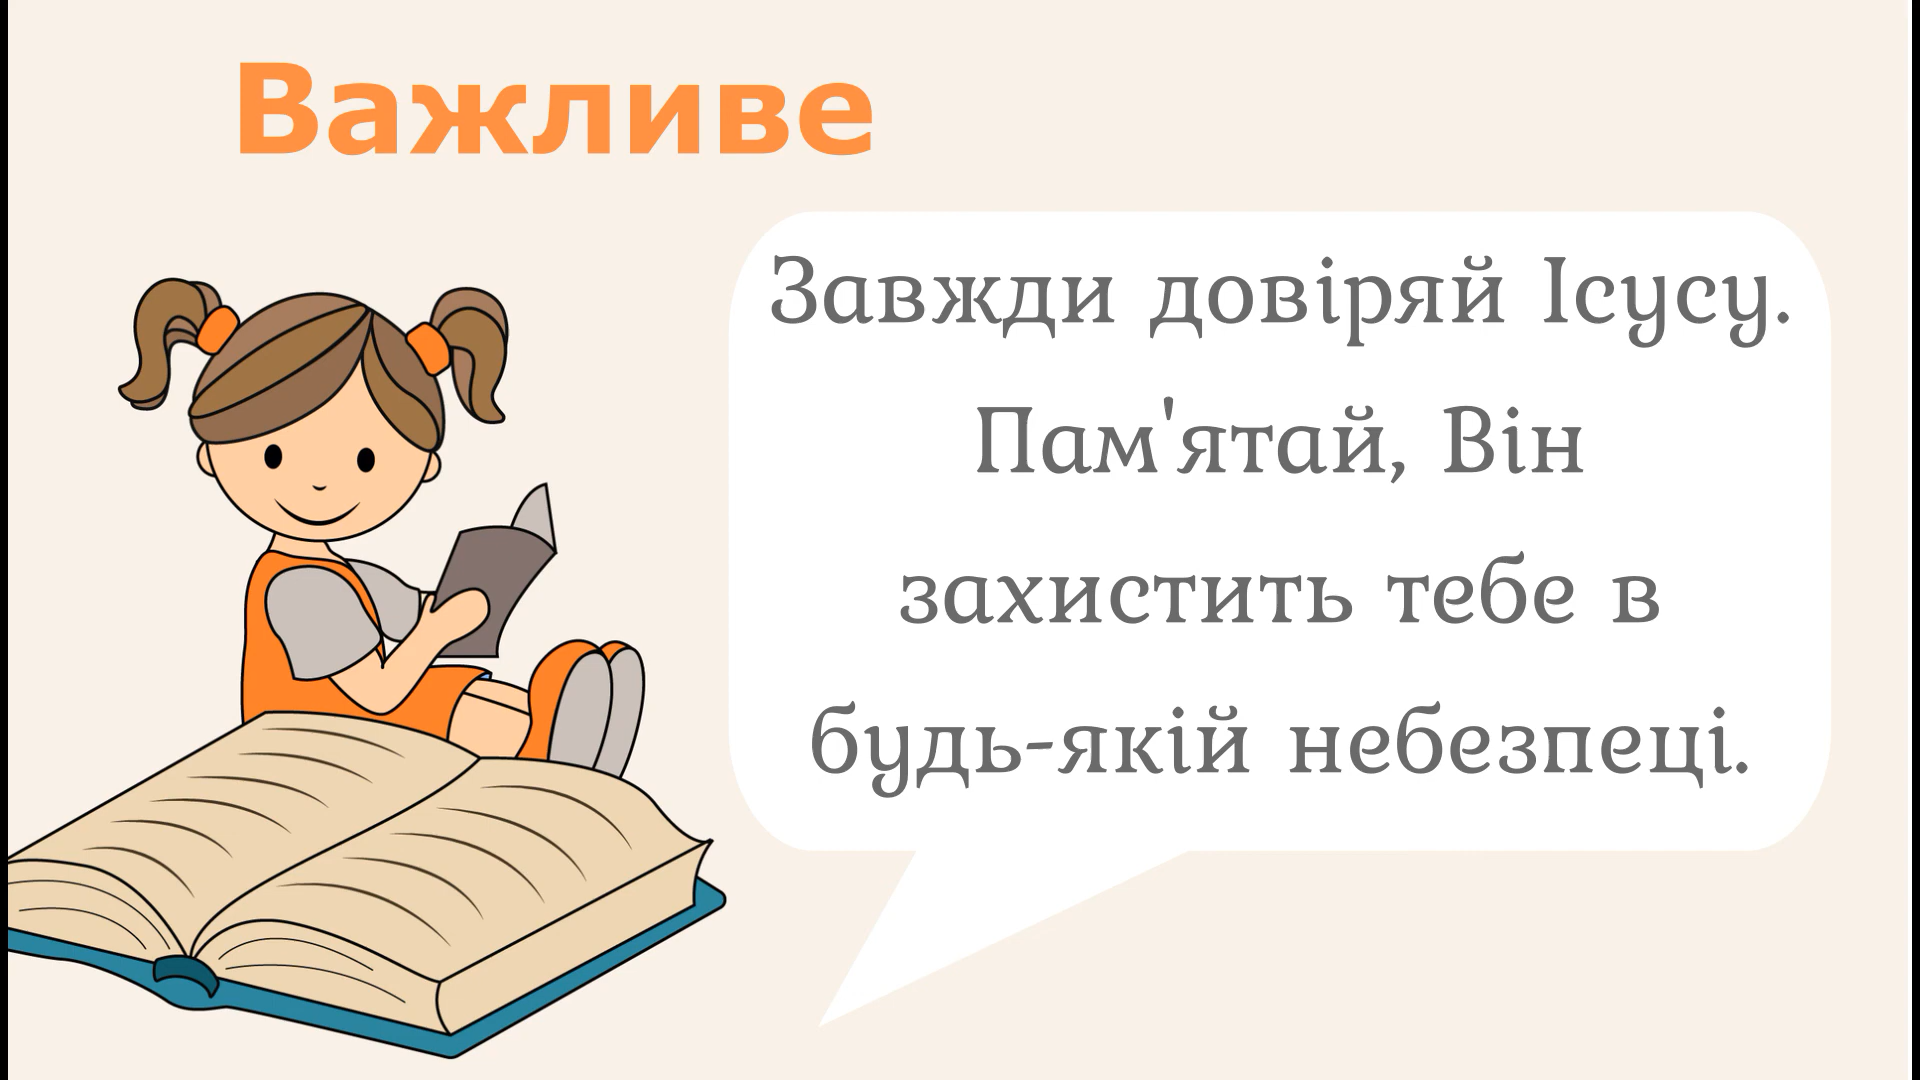 Важливе
Завжди довіряй Ісусу.
Пам'ятай, Він
захистить тебе в
будь-якій небезпеці.